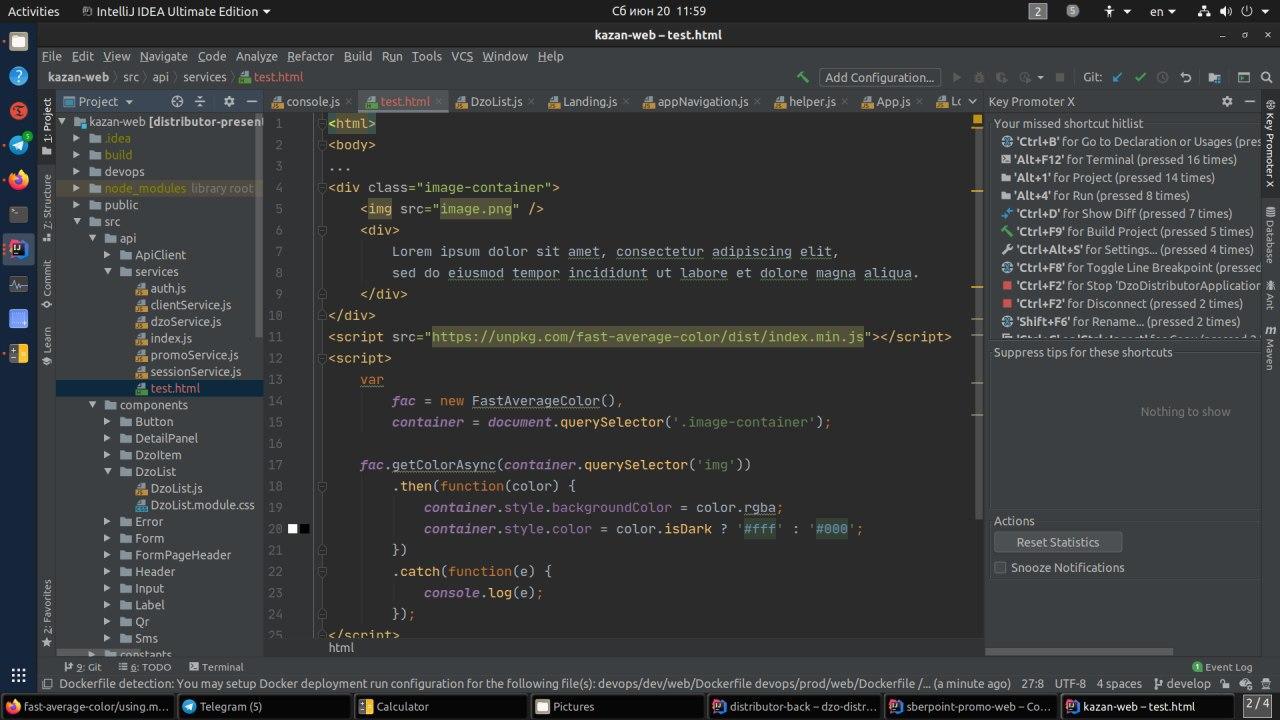 Activities
IntelliJ IDEA Ultimate Edition
Сб июн 20 11:59
2
5
en
kazan-web – test.html
File Edit View Navigate Code Analyze Refactor Build Run Tools VCS Window Help
kazan-web src api services test.html
Add Configuration...
Git:
Project
console.js
test.html
DzoList.js
Landing.js
appNavigation.js
helper.js
App.js
Key Promoter X
1: Project
Z: Structure
Commit
Learn
2: Favorites
kazan-web [distributor-present
.idea
build
devops
node_modules library root
public
src
api
ApiClient
services
auth.js
clientService.js
dzoService.js
index.js
promoService.js
sessionService.js
test.html
components
Button
DetailPanel
DzoItem
DzoList
DzoList.js
DzoList.module.css
Error
Form
FormPageHeader
Header
Input
Label
Qr
Sms
constants
1 <html>
2 <body>
3 ...
4 <div class="image-container">
5 <img src="image.png" />
6 <div>
7 Lorem ipsum dolor sit amet, consectetur adipiscing elit,
8 sed do eiusmod tempor incididunt ut labore et dolore magna aliqua.
9 </div>
10 </div>
11 <script src="https://unpkg.com/fast-average-color/dist/index.min.js"></script>
12 <script>
13 var
14 fac = new FastAverageColor(),
15 container = document.querySelector('.image-container');
16
17 fac.getColorAsync(container.querySelector('img'))
18 .then(function(color) {
19 container.style.backgroundColor = color.rgba;
20 container.style.color = color.isDark ? '#fff' : '#000';
21 })
22 .catch(function(e) {
23 console.log(e);
24 });
25 </script>
html
Your missed shortcut hitlist
'Ctrl+B' for Go to Declaration or Usages (pres
'Alt+F12' for Terminal (pressed 16 times)
'Alt+1' for Project (pressed 14 times)
'Alt+4' for Run (pressed 8 times)
'Ctrl+D' for Show Diff (pressed 7 times)
'Ctrl+F9' for Build Project (pressed 5 times)
'Ctrl+Alt+S' for Settings... (pressed 4 times)
'Ctrl+F8' for Toggle Line Breakpoint (pressed
'Ctrl+F2' for Stop 'DzoDistributorApplication
'Ctrl+F2' for Disconnect (pressed 2 times)
'Shift+F6' for Rename... (pressed 2 times)
Suppress tips for these shortcuts
Nothing to show
Actions
Reset Statistics
Snooze Notifications
Key Promoter X
Database
Ant
Maven
9: Git
6: TODO
Terminal
1 Event Log
Dockerfile detection: You may setup Docker deployment run configuration for the following file(s): devops/dev/web/Dockerfile devops/prod/web/Dockerfile /... (a minute ago)
27:8
UTF-8
4 spaces
develop
fast-average-color/using.m...
Telegram (5)
Calculator
Pictures
distributor-back – dzo-distr...
sberpoint-promo-web – Co...
kazan-web – test.html
2 / 4